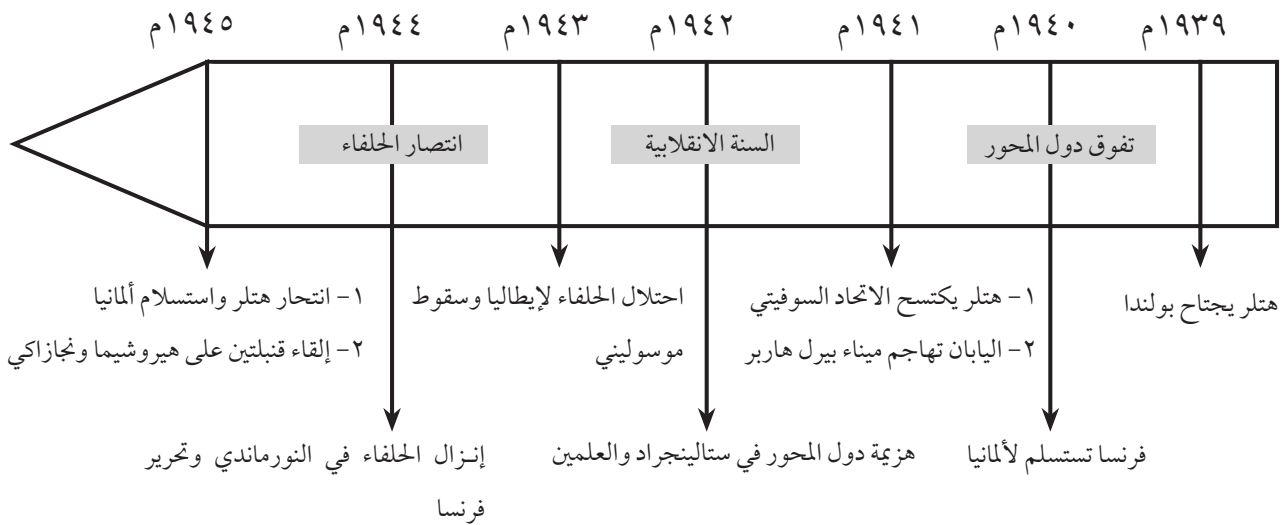 ١٩٣٩م
١٩٤٠م
١٩٤١م
١٩٤٢م
١٩٤٣م
١٩٤٤م
١٩٤٥م
تفوق دول المحور
السنة الانقلابية
انتصار الحلفاء
هتلر يجتاح بولندا
١- هتلر يكتسح الاتحاد السوفيتي
٢- اليابان تهاجم ميناء بيرل هاربر
احتلال الحلفاء لإيطاليا وسقوط
موسوليني
١- انتحار هتلر واستسلام ألمانيا
٢- إلقاء قنبلتين على هيروشيما ونجازاكي
فرنسا تستسلم لألمانيا
هزيمة دول المحور في ستالينجراد والعلمين
إنـزال الحلفاء في النورماندي وتحرير
فرنسا